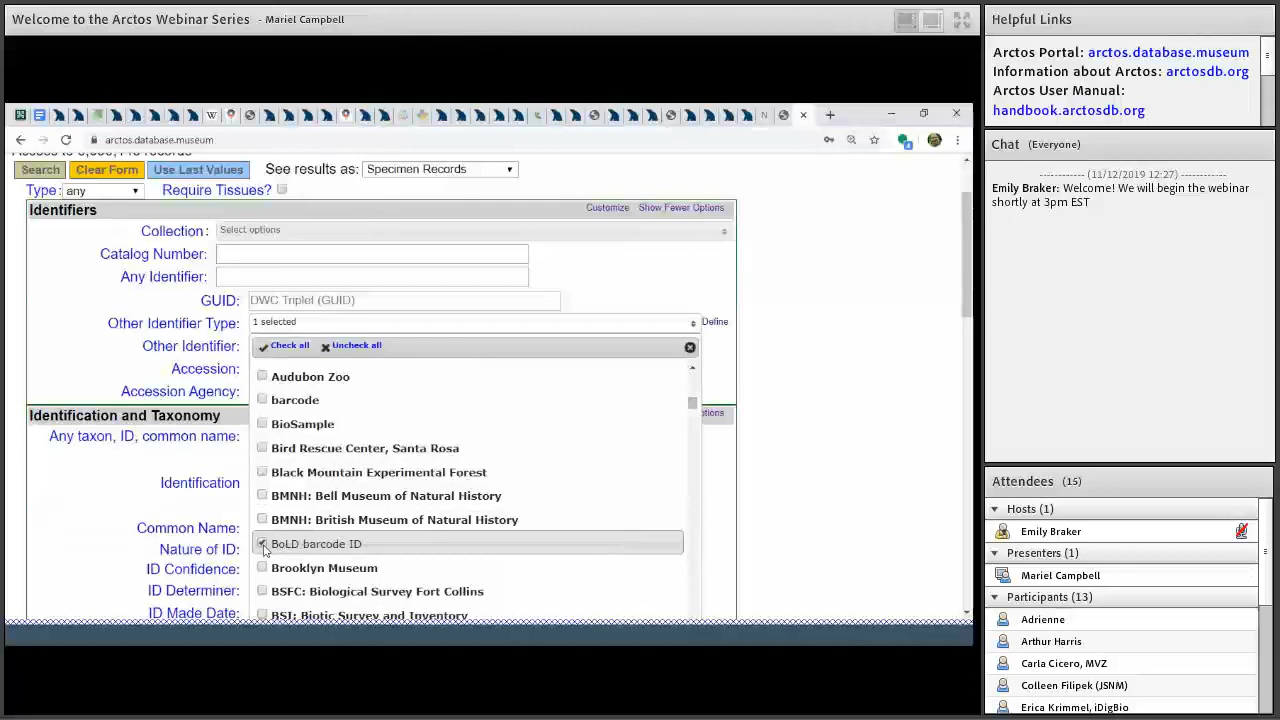 Welcome to the Arctos Webinar Series - Mariel Campbell
arctos.database.museum
Search Clear Form Use Last Values See results as: Specimen Records
Type: any Require Tissues?
Identifiers Customize Show Fewer Options
Collection: Select options
Catalog Number:
Any Identifier:
GUID: DWC Triplet (GUID)
Other Identifier Type: 1 selected Define
Other Identifier: Check all Uncheck all
Accession:
Accession Agency:
Audubon Zoo
barcode
BioSample
Bird Rescue Center, Santa Rosa
Black Mountain Experimental Forest
BMNH: Bell Museum of Natural History
BMNH: British Museum of Natural History
BoLD barcode ID
Brooklyn Museum
BSFC: Biological Survey Fort Collins
BSI: Biotic Survey and Inventory
Identification and Taxonomy
Any taxon, ID, common name:
Identification
Common Name:
Nature of ID:
ID Confidence:
ID Determiner:
ID Made Date:
Helpful Links
Arctos Portal: arctos.database.museum
Information about Arctos: arctosdb.org
Arctos User Manual:
handbook.arctosdb.org
Chat (Everyone)
------------ (11/12/2019 12:27) ------------
Emily Braker: Welcome! We will begin the webinar
shortly at 3pm EST
Attendees (15)
Hosts (1)
Emily Braker
Presenters (1)
Mariel Campbell
Participants (13)
Adrienne
Arthur Harris
Carla Cicero, MVZ
Colleen Filipek (JSNM)
Erica Krimmel, iDigBio